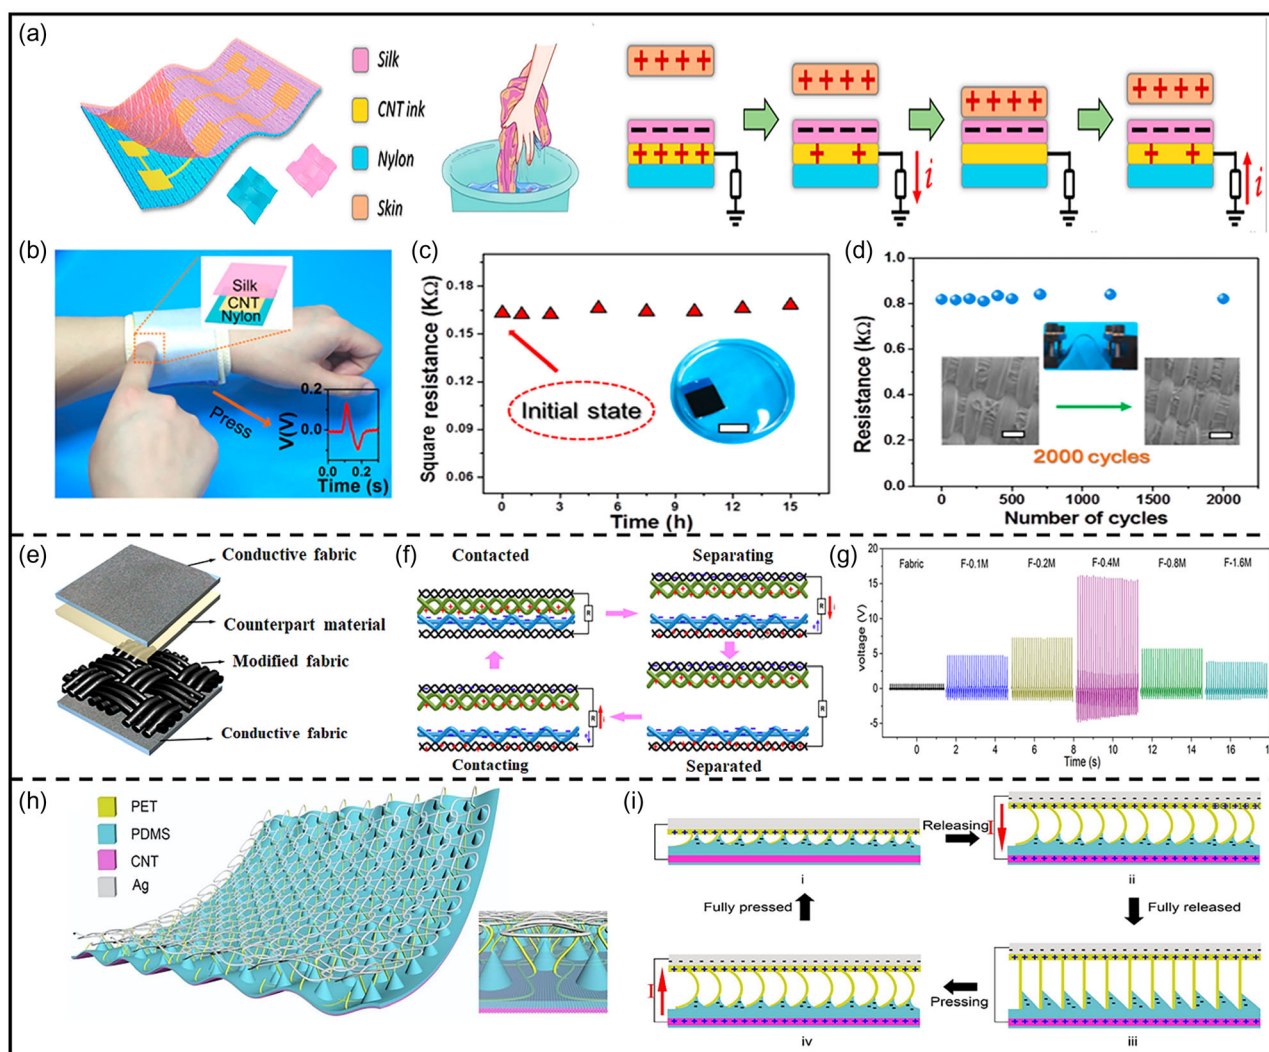 (a)
Silk
CNT ink
Nylon
Skin
i
i
(b)
Silk
CNT
Nylon
Press
V(V)
0.2
0.0
0.0 0.2
Time (s)
(c)
Square resistance (KΩ)
0.18
0.15
0.12
0.09
0.06
Initial state
0 3 6 9 12 15
Time (h)
(d)
Resistance (kΩ)
1.0
0.8
0.6
0.4
0.2
0.0
2000 cycles
0 500 1000 1500 2000
Number of cycles
(e)
Conductive fabric
Counterpart material
Modified fabric
Conductive fabric
(f)
Contacted
Separating
R
R
R
R
Contacting
Separated
(g)
voltage (V)
20
15
10
5
0
-5
Fabric F-0.1M F-0.2M F-0.4M F-0.8M F-1.6M
0 2 4 6 8 10 12 14 16
Time (s)
(h)
PET
PDMS
CNT
Ag
(i)
i
Releasing
I
ii
Fully pressed
Fully released
I
iv
Pressing
iii